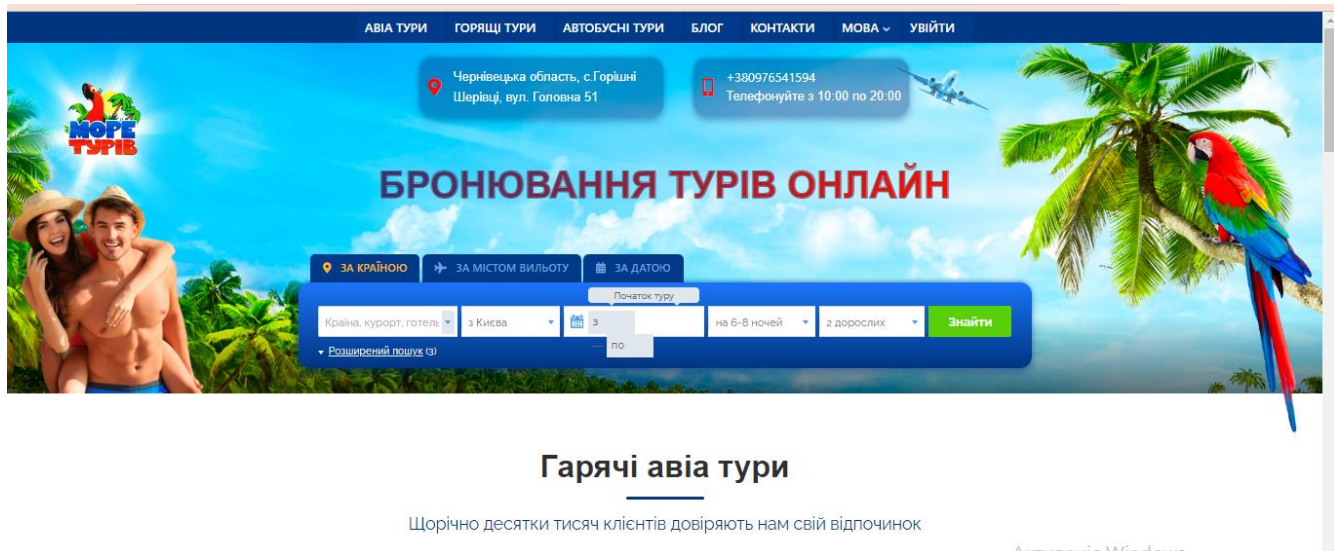 АВІА ТУРИ ГОРЯЩІ ТУРИ АВТОБУСНІ ТУРИ БЛОГ КОНТАКТИ МОВА УВІЙТИ
Чернівецька область, с.Горішні
Шерівці, вул. Головна 51
+380976541594
Телефонуйте з 10:00 по 20:00
МОРЕ
ТУРІВ
БРОНЮВАННЯ ТУРІВ ОНЛАЙН
ЗА КРАЇНОЮ ЗА МІСТОМ ВИЛЬОТУ ЗА ДАТОЮ
Початок туру
Країна, курорт, готель з Києва з на 6-8 ночей 2 дорослих Знайти
— по
Розширений пошук (3)
Гарячі авіа тури
Щорічно десятки тисяч клієнтів довіряють нам свій відпочинок